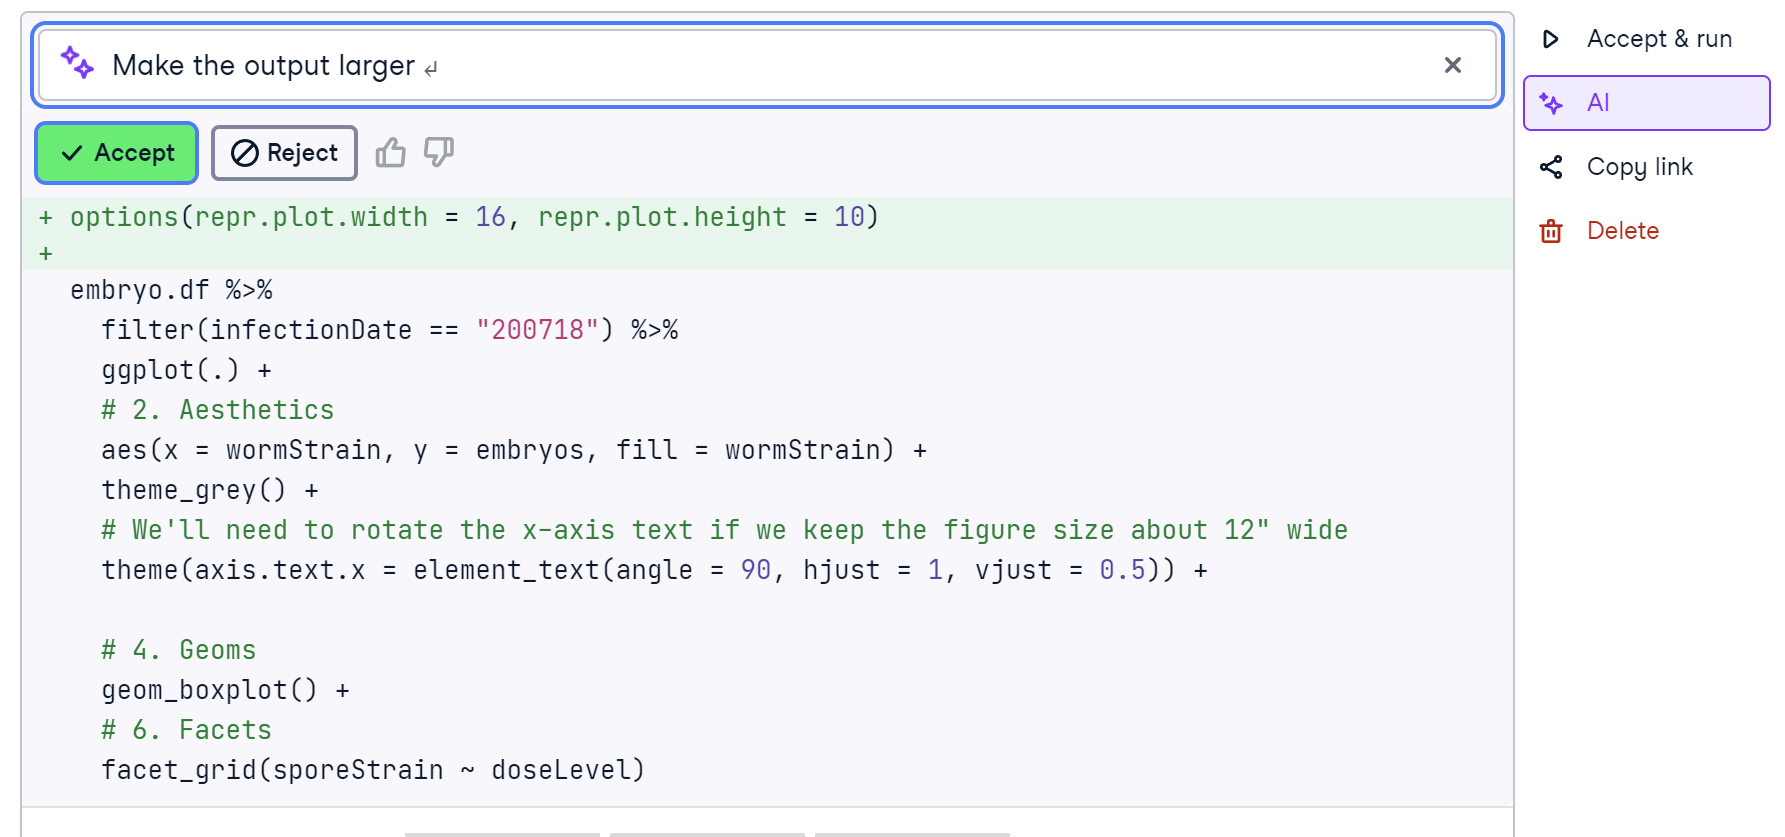 Make the output larger ↵
Accept & run
AI
Copy link
Delete
Accept
Reject
+ options(repr.plot.width = 16, repr.plot.height = 10)
+
embryo.df %>%
  filter(infectionDate == "200718") %>%
  ggplot(.) +
  # 2. Aesthetics
  aes(x = wormStrain, y = embryos, fill = wormStrain) +
  theme_grey() +
  # We'll need to rotate the x-axis text if we keep the figure size about 12" wide
  theme(axis.text.x = element_text(angle = 90, hjust = 1, vjust = 0.5)) +
  # 4. Geoms
  geom_boxplot() +
  # 6. Facets
  facet_grid(sporeStrain ~ doseLevel)